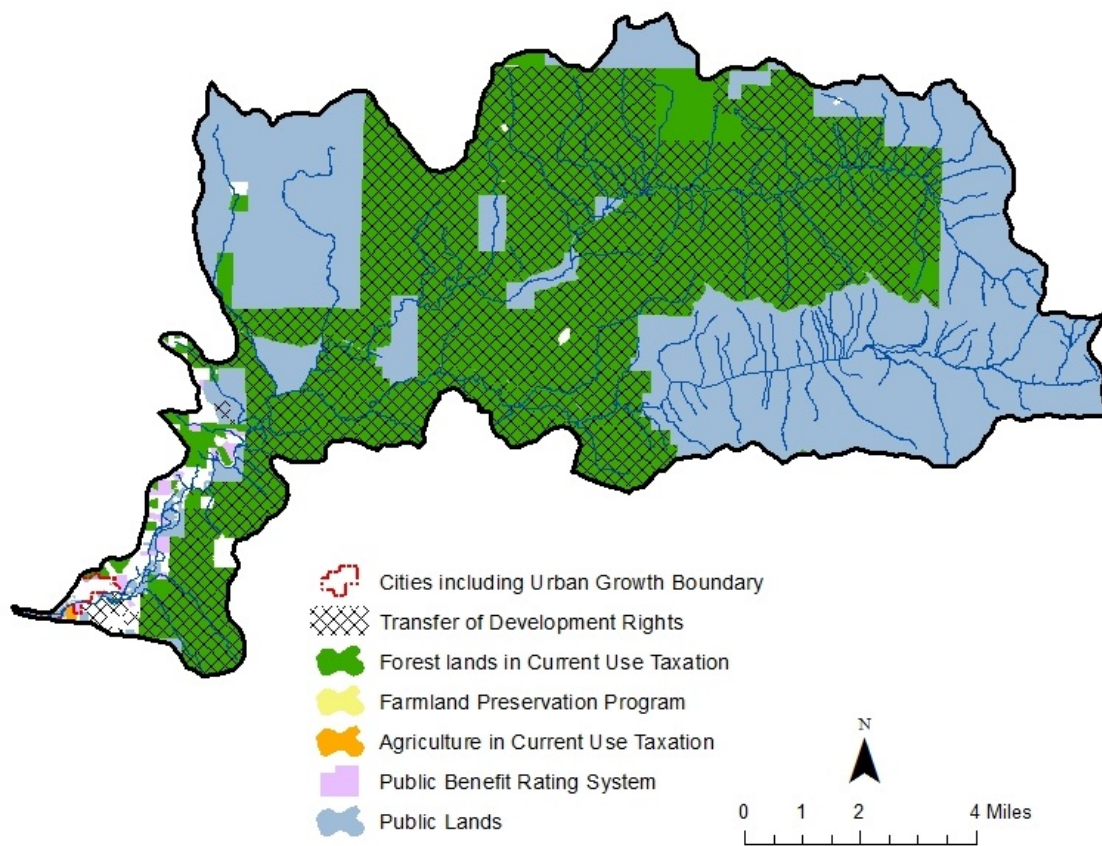 Cities including Urban Growth Boundary
Transfer of Development Rights
Forest lands in Current Use Taxation
Farmland Preservation Program
Agriculture in Current Use Taxation
Public Benefit Rating System
Public Lands
N
0 1 2 4 Miles